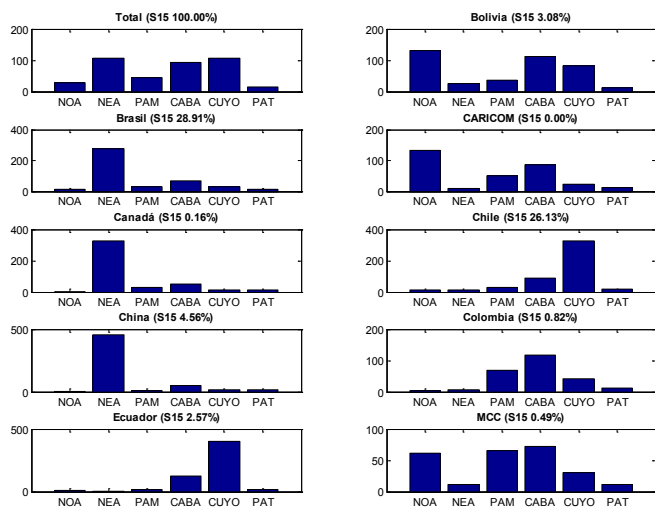 Total (S15 100.00%)
200
100
0
NOA NEA PAM CABA CUYO PAT
Bolivia (S15 3.08%)
200
100
0
NOA NEA PAM CABA CUYO PAT
Brasil (S15 28.91%)
400
200
0
NOA NEA PAM CABA CUYO PAT
CARICOM (S15 0.00%)
200
100
0
NOA NEA PAM CABA CUYO PAT
Canadá (S15 0.16%)
400
200
0
NOA NEA PAM CABA CUYO PAT
Chile (S15 26.13%)
400
200
0
NOA NEA PAM CABA CUYO PAT
China (S15 4.56%)
500
0
NOA NEA PAM CABA CUYO PAT
Colombia (S15 0.82%)
200
100
0
NOA NEA PAM CABA CUYO PAT
Ecuador (S15 2.57%)
500
0
NOA NEA PAM CABA CUYO PAT
MCC (S15 0.49%)
100
50
0
NOA NEA PAM CABA CUYO PAT